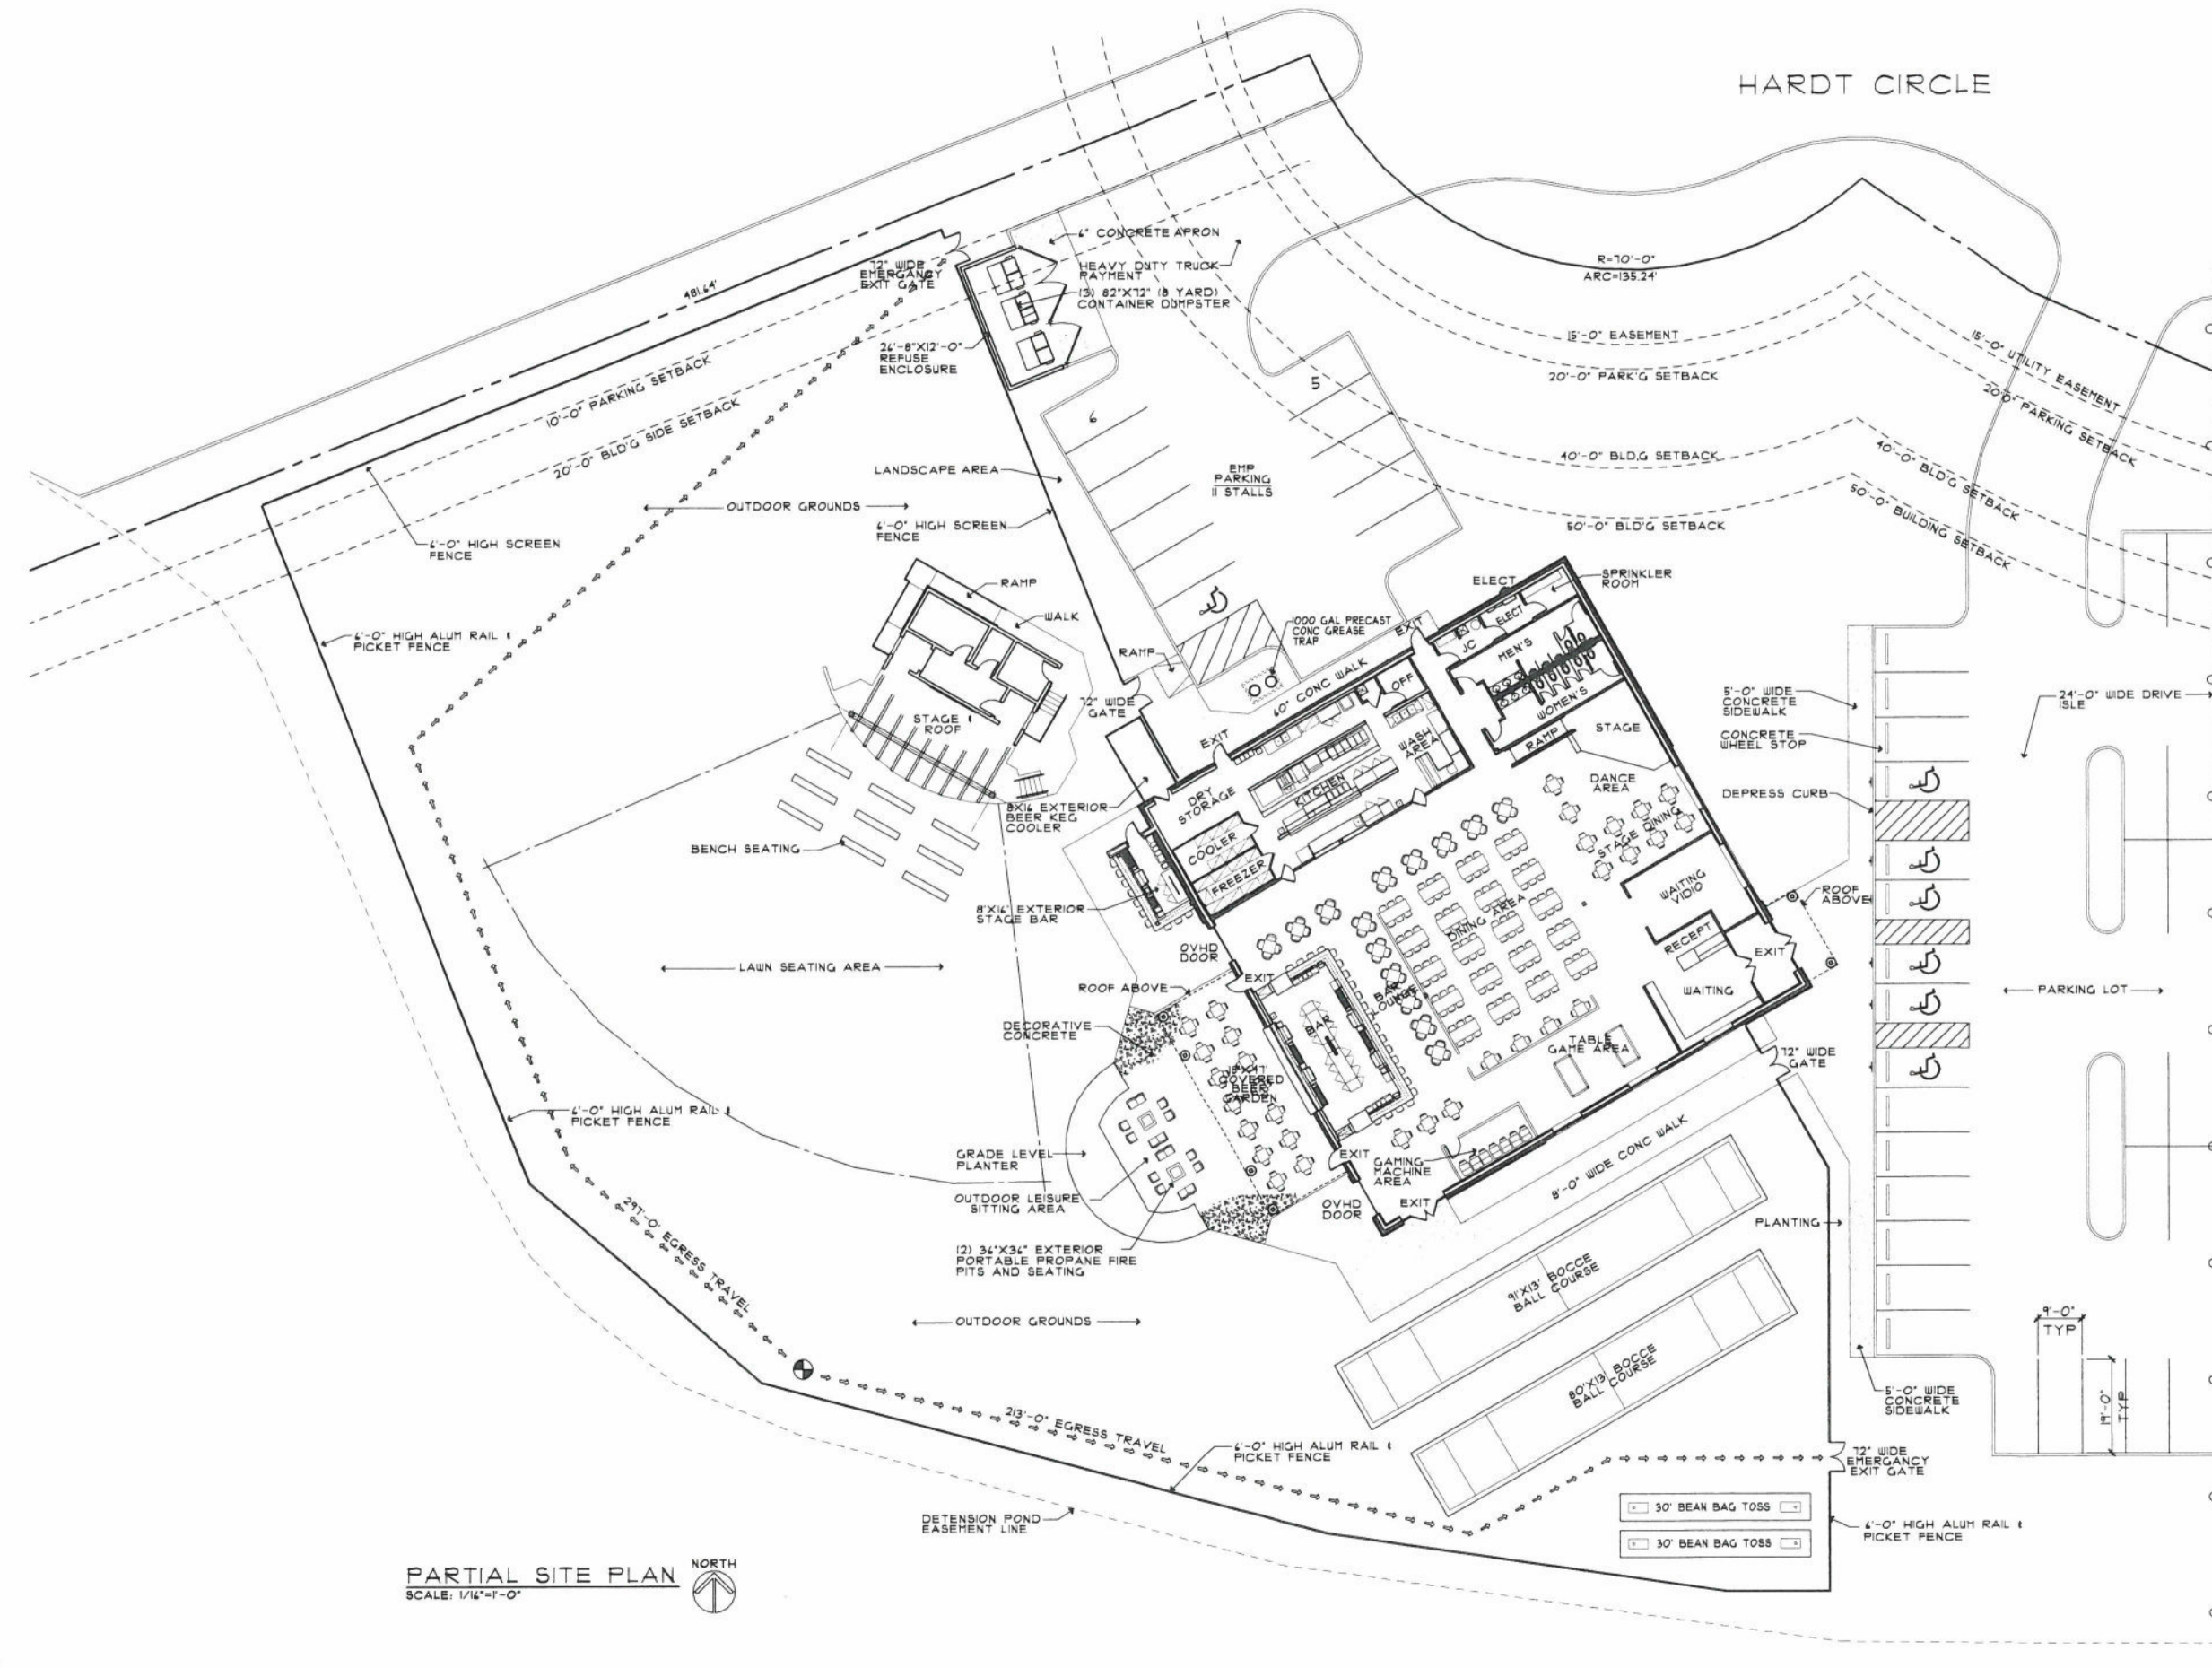 HARDT CIRCLE
481.64'
72" WIDE
EMERGANCY
EXIT GATE
6" CONCRETE APRON
HEAVY DUTY TRUCK
PAYMENT
(3) 82"X72" (8 YARD)
CONTAINER DUMPSTER
26'-8"X12'-0"
REFUSE
ENCLOSURE
R=70'-0"
ARC=135.24'
15'-0" EASEMENT
20'-0" PARK'G SETBACK
15'-0" UTILITY EASEMENT
20'0" PARKING SETBACK
40'-0" BLD.G SETBACK
40'-0" BLD'G SETBACK
50'-0" BLD'G SETBACK
50'-0" BUILDING SETBACK
10'-0" PARKING SETBACK
20'-0" BLD'G SIDE SETBACK
5
6
EMP
PARKING
11 STALLS
LANDSCAPE AREA
OUTDOOR GROUNDS
6'-0" HIGH SCREEN
FENCE
6'-0" HIGH SCREEN
FENCE
RAMP
WALK
6'-0" HIGH ALUM RAIL &
PICKET FENCE
STAGE &
ROOF
BENCH SEATING
1000 GAL PRECAST
CONC GREASE
TRAP
RAMP
72" WIDE
GATE
60" CONC WALK
EXIT
EXIT
ELECT
SPRINKLER
ROOM
ELECT
JC
MEN'S
WOMEN'S
OFF
WASH
AREA
KITCHEN
DRY
STORAGE
COOLER
FREEZER
RAMP
STAGE
DANCE
AREA
STAGE DINING
DINING AREA
WAITING
VIDIO
RECEPT
WAITING
EXIT
ROOF
ABOVE
8X16 EXTERIOR
BEER KEG
COOLER
8'X16' EXTERIOR
STAGE BAR
OVHD
DOOR
EXIT
BAR
BAR
LOUNGE
TABLE
GAME AREA
ROOF ABOVE
DECORATIVE
CONCRETE
COVERED
BEER
GARDEN
LAWN SEATING AREA
6'-0" HIGH ALUM RAIL &
PICKET FENCE
GRADE LEVEL
PLANTER
OUTDOOR LEISURE
SITTING AREA
(2) 36"X36" EXTERIOR
PORTABLE PROPANE FIRE
PITS AND SEATING
EXIT
GAMING
MACHINE
AREA
OVHD
DOOR
EXIT
8'-0" WIDE CONC WALK
72" WIDE
GATE
5'-0" WIDE
CONCRETE
SIDEWALK
CONCRETE
WHEEL STOP
DEPRESS CURB
24'-0" WIDE DRIVE
ISLE
PARKING LOT
PLANTING
91'X13' BOCCE
BALL COURSE
80'X13' BOCCE
BALL COURSE
OUTDOOR GROUNDS
297'-0" EGRESS TRAVEL
213'-0" EGRESS TRAVEL
6'-0" HIGH ALUM RAIL &
PICKET FENCE
DETENSION POND
EASEMENT LINE
9'-0"
TYP
19'-0"
TYP
5'-0" WIDE
CONCRETE
SIDEWALK
72" WIDE
EMERGANCY
EXIT GATE
30' BEAN BAG TOSS
30' BEAN BAG TOSS
6'-0" HIGH ALUM RAIL &
PICKET FENCE
PARTIAL SITE PLAN
SCALE: 1/16"=1'-0"
NORTH